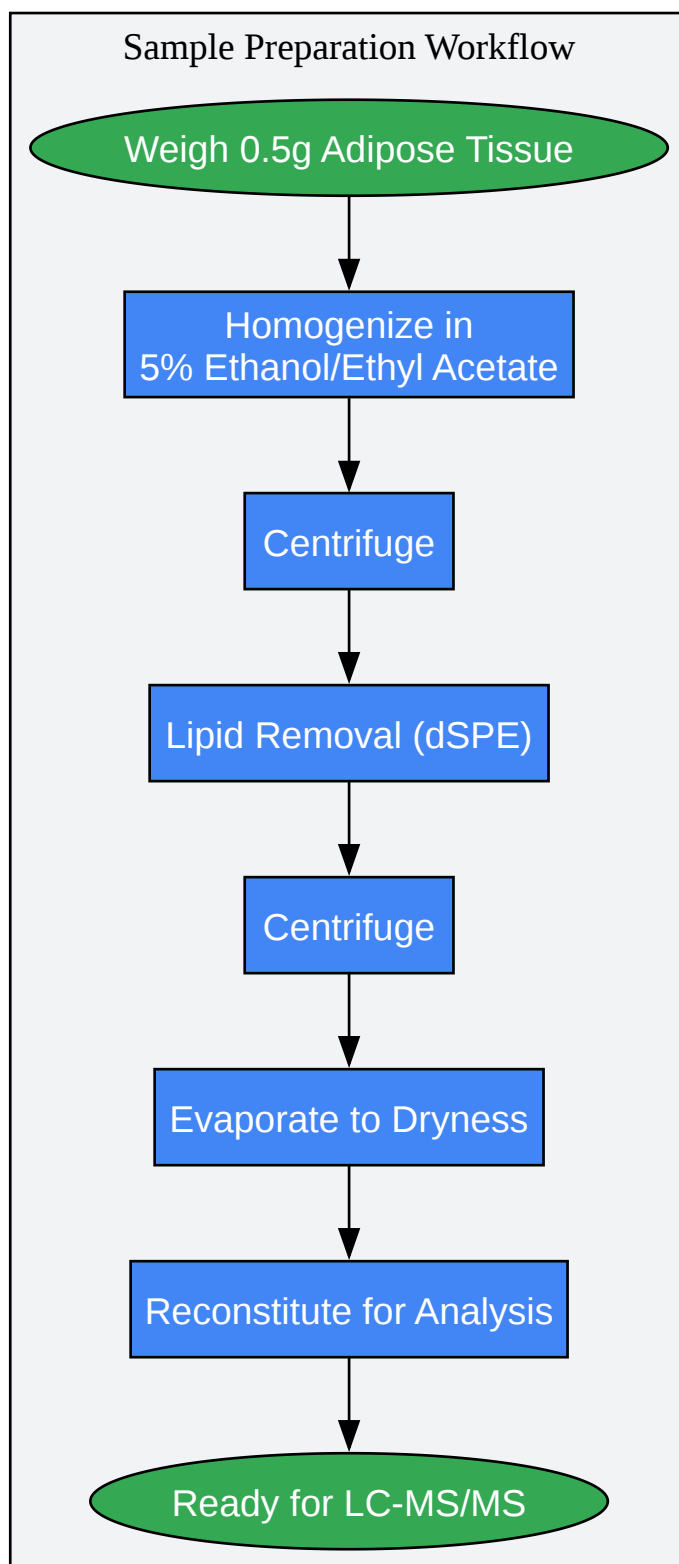 Sample Preparation Workflow
Weigh 0.5g Adipose Tissue
Homogenize in
5% Ethanol/Ethyl Acetate
Centrifuge
Lipid Removal (dSPE)
Centrifuge
Evaporate to Dryness
Reconstitute for Analysis
Ready for LC-MS/MS